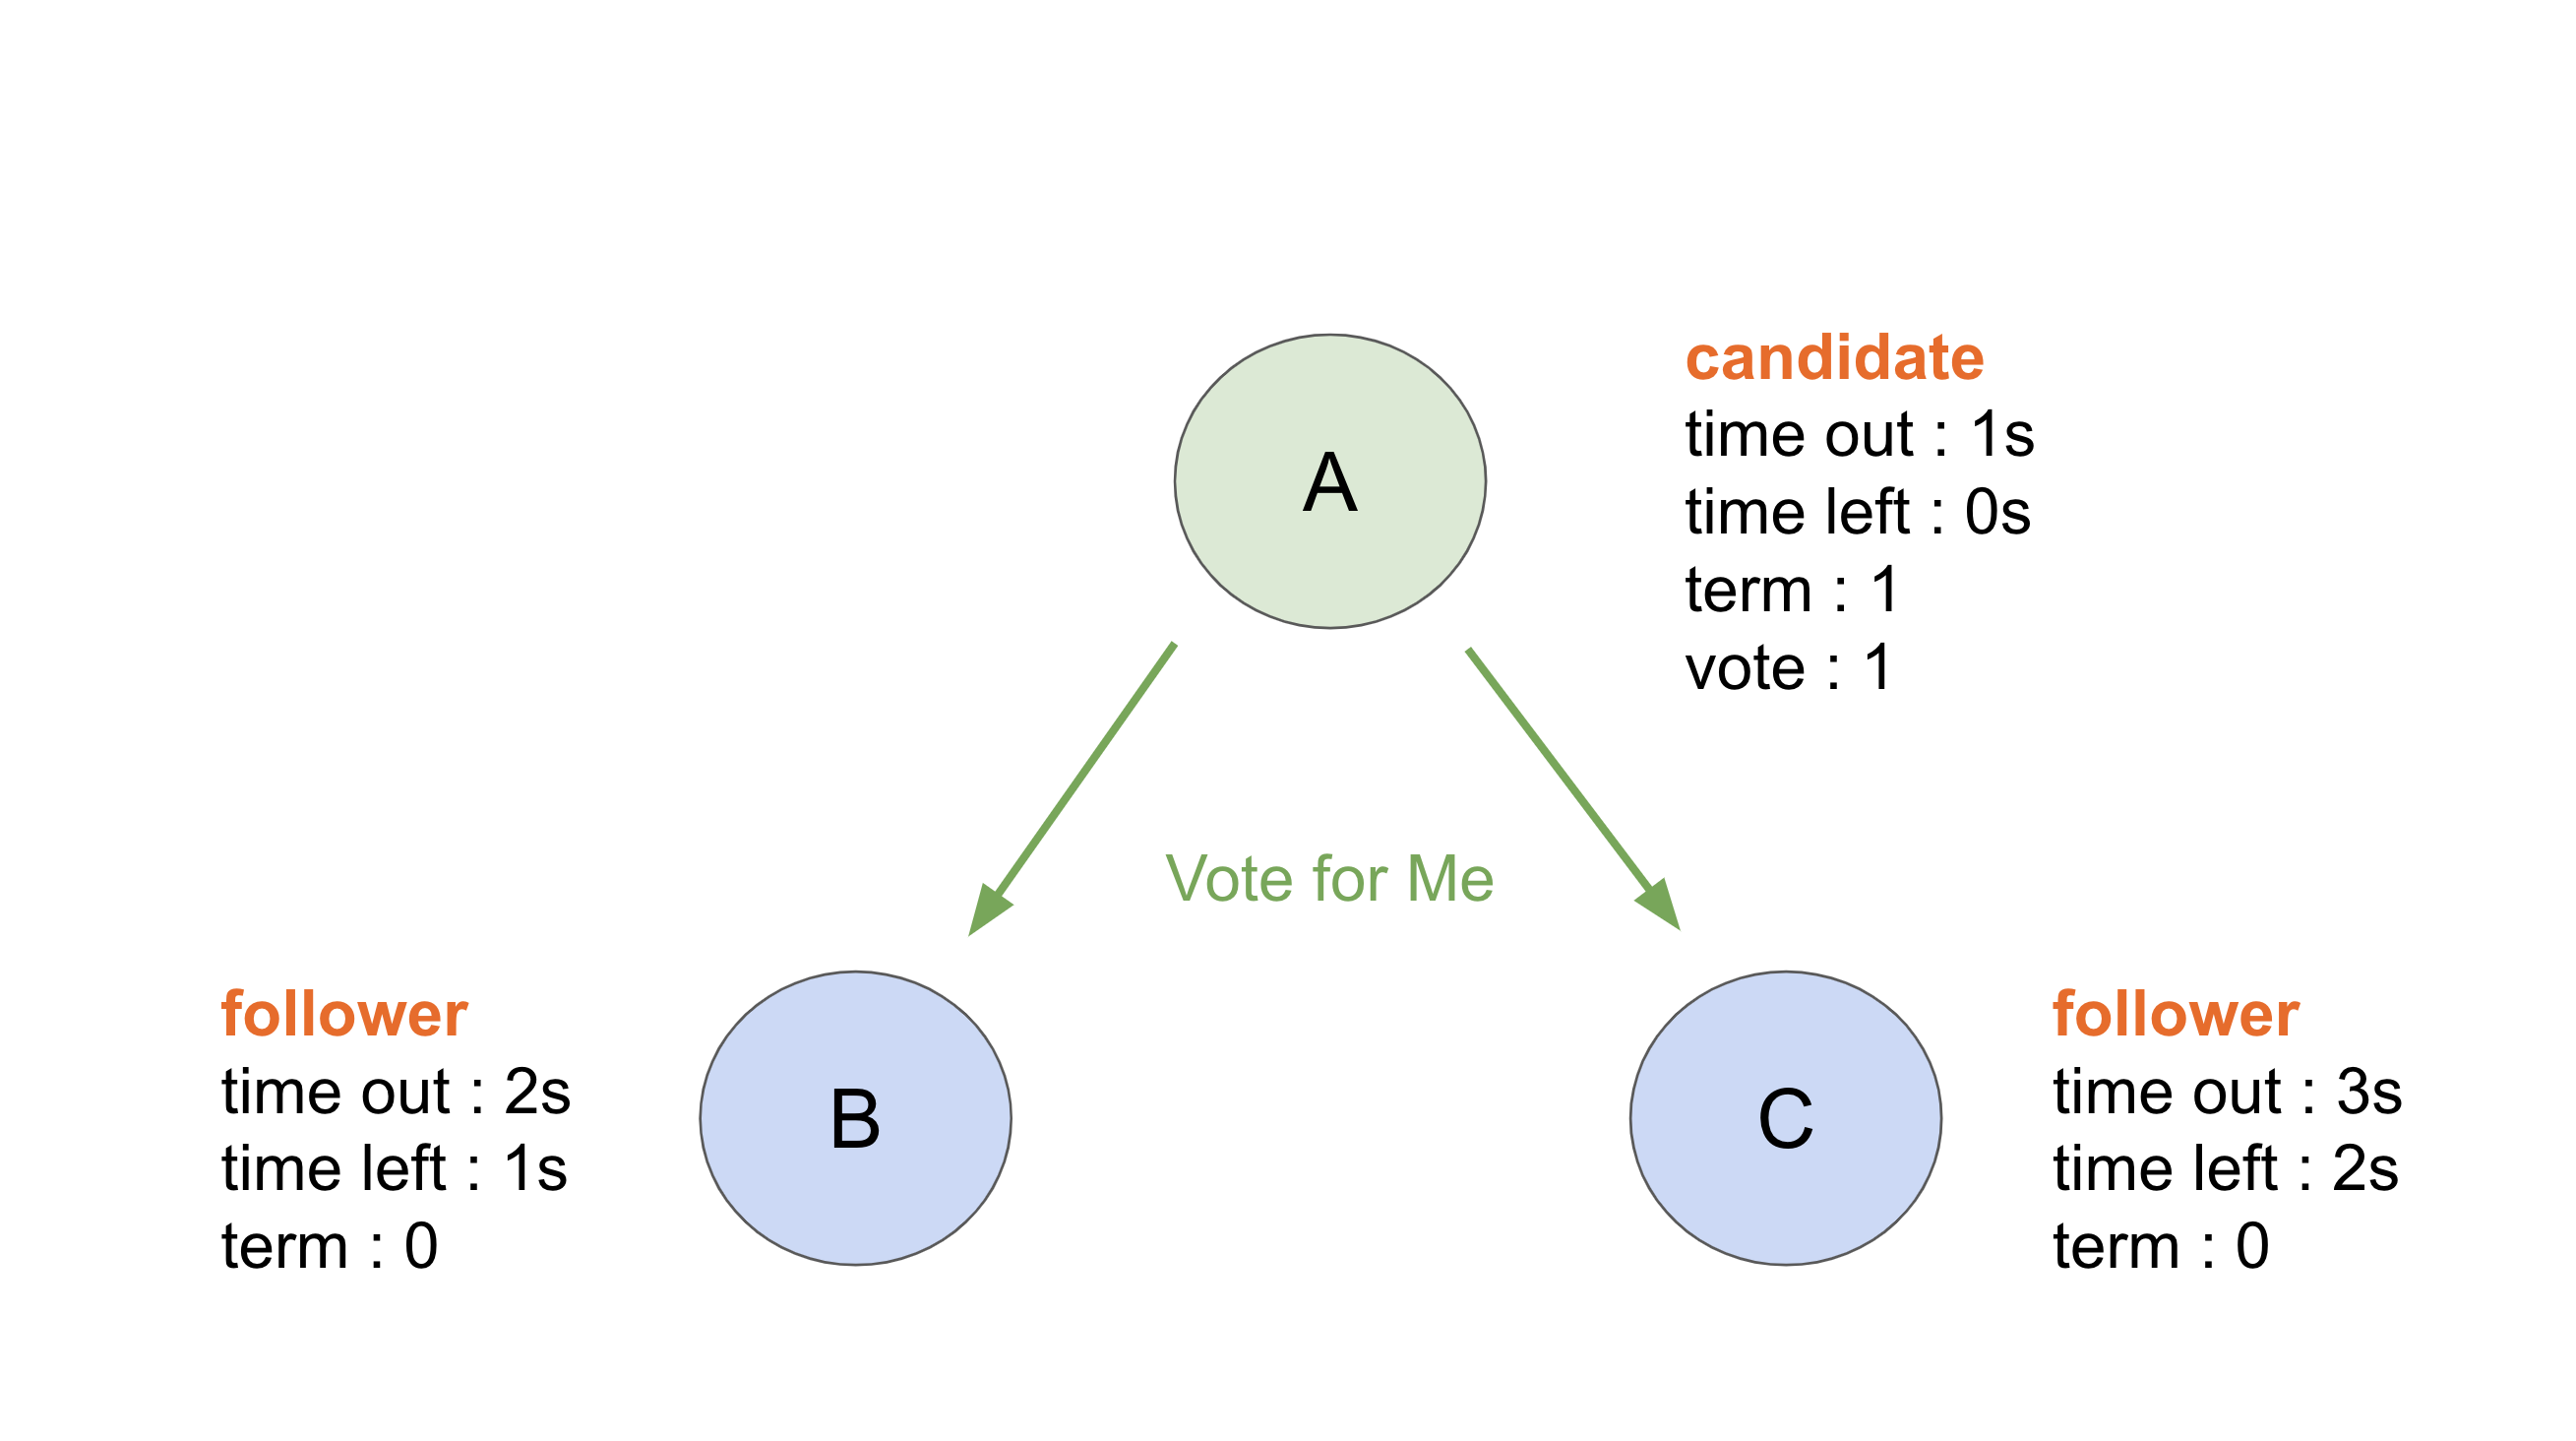 A
candidate
time out : 1s
time left : 0s
term : 1
vote : 1
Vote for Me
follower
time out : 2s
time left : 1s
term : 0
B
C
follower
time out : 3s
time left : 2s
term : 0